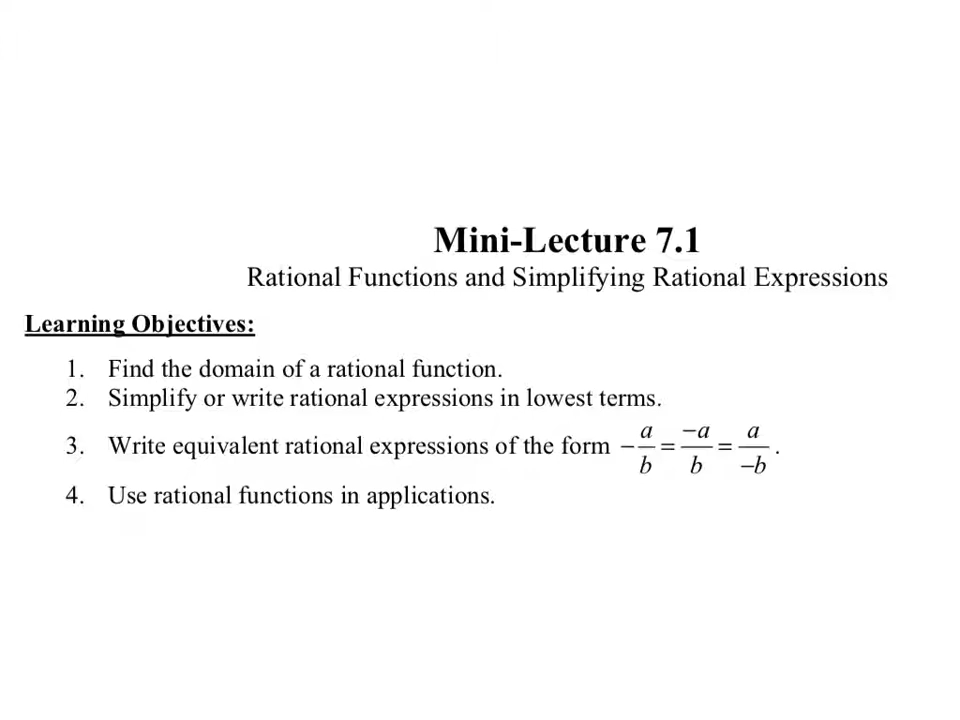 Mini-Lecture 7.1
Rational Functions and Simplifying Rational Expressions
Learning Objectives:
1. Find the domain of a rational function.
2. Simplify or write rational expressions in lowest terms.
3. Write equivalent rational expressions of the form −a/b = −a/b = a/−b.
4. Use rational functions in applications.